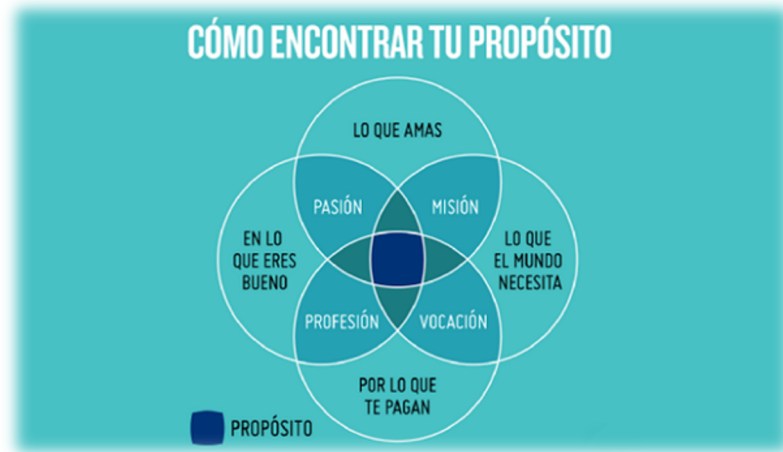 CÓMO ENCONTRAR TU PROPÓSITO
LO QUE AMAS
PASIÓN
MISIÓN
EN LO
QUE ERES
BUENO
LO QUE
EL MUNDO
NECESITA
PROFESIÓN
VOCACIÓN
POR LO QUE
TE PAGAN
PROPÓSITO